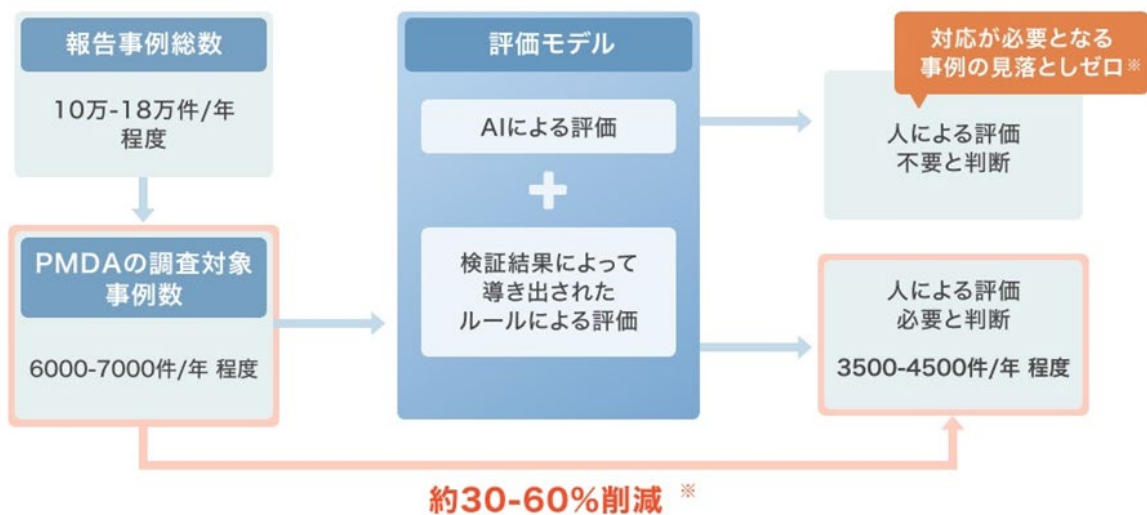 報告事例総数
10万-18万件/年
程度
PMDAの調査対象
事例数
6000-7000件/年 程度
評価モデル
AIによる評価
+
検証結果によって
導き出された
ルールによる評価
対応が必要となる
事例の見落としゼロ※
人による評価
不要と判断
人による評価
必要と判断
3500-4500件/年 程度
約30-60%削減 ※